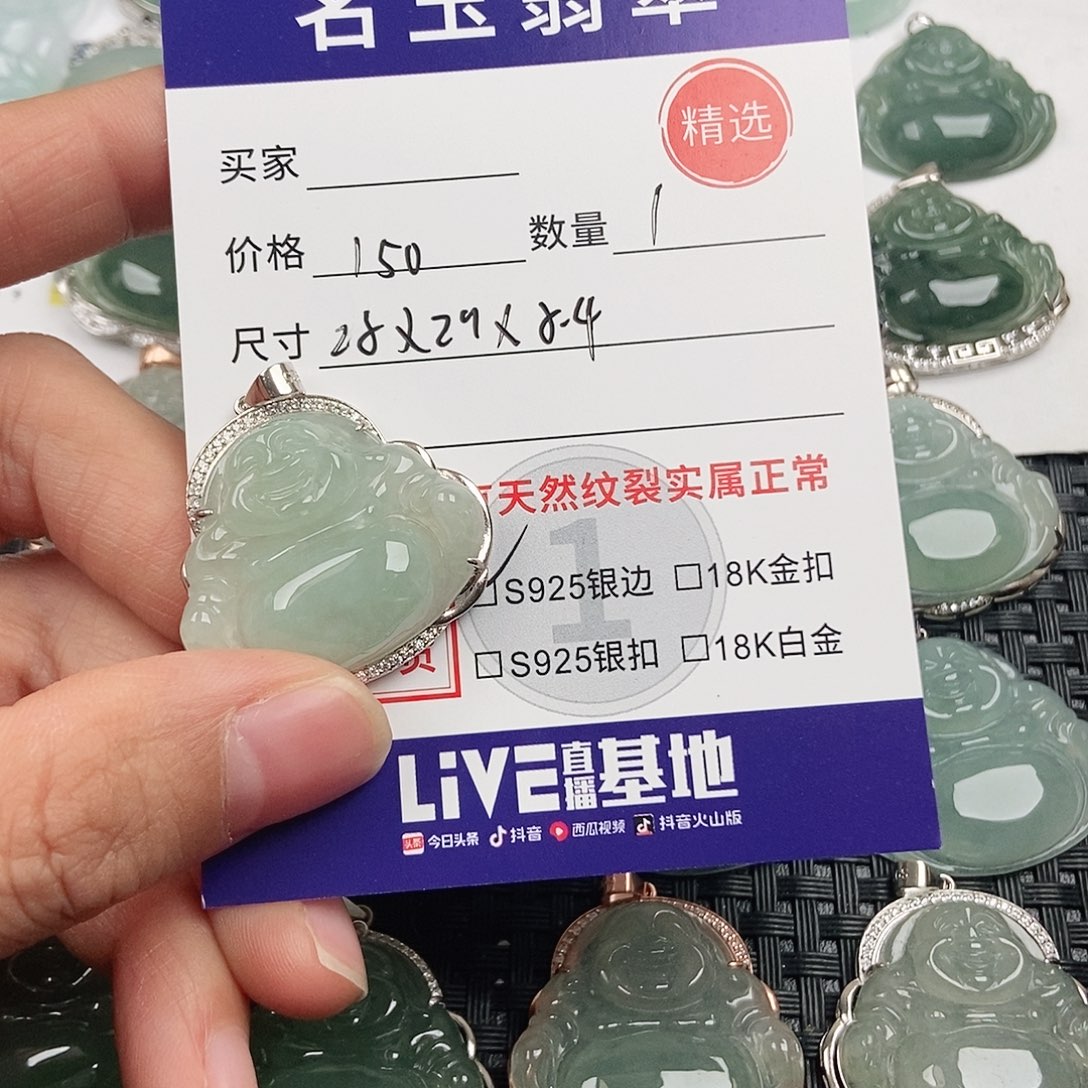 名玉翡翠
精选
买家
价格 150 数量 1
尺寸 28X29X8.4
天然纹裂实属正常
1
S925银边 18K金扣
S925银扣 18K白金
LiVE直播基地
头条 今日头条 抖音 西瓜视频 抖音火山版